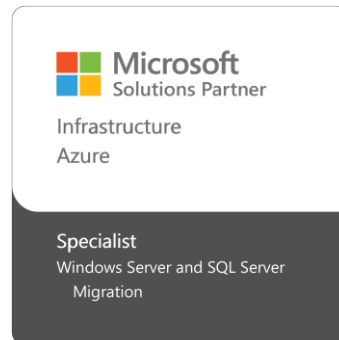 Microsoft
Solutions Partner
Infrastructure
Azure
Specialist
Windows Server and SQL Server
Migration